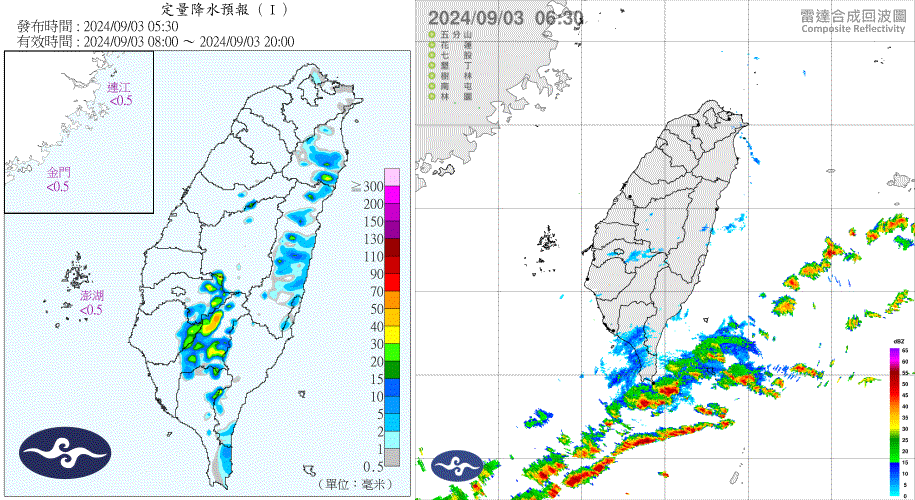 定量降水預報 ( I )
發布時間 : 2024/09/03 05:30
有效時間 : 2024/09/03 08:00 ～ 2024/09/03 20:00
連江
<0.5
金門
<0.5
澎湖
<0.5
≧
300
200
150
130
110
90
70
50
40
30
20
15
10
5
2
1
0.5
(單位：毫米)
2024/09/03 06:30
雷達合成回波圖
Composite Reflectivity
五分山
花蓮
七股
墾丁
樹林
南屯
林園
dBZ
65
60
55
50
45
40
35
30
25
20
15
10
5
0